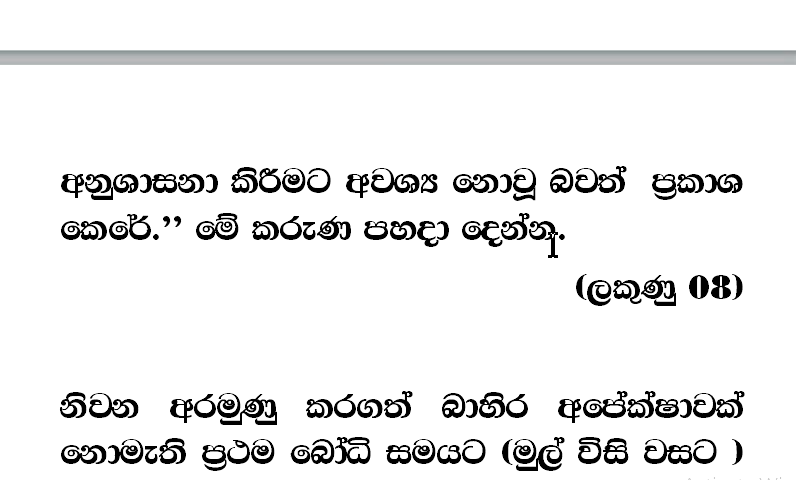 අනුශාසනා කිරීමට අවශ්‍ය නොවූ බවත් ප්‍රකාශ
කෙරේ.’’ මේ කරුණ පහදා දෙන්න.
(ලකුණු 08)
නිවන අරමුණු කරගත් බාහිර අපේක්ෂාවක්
නොමැති ප්‍රථම බෝධි සමයට (මුල් විසි වසට )